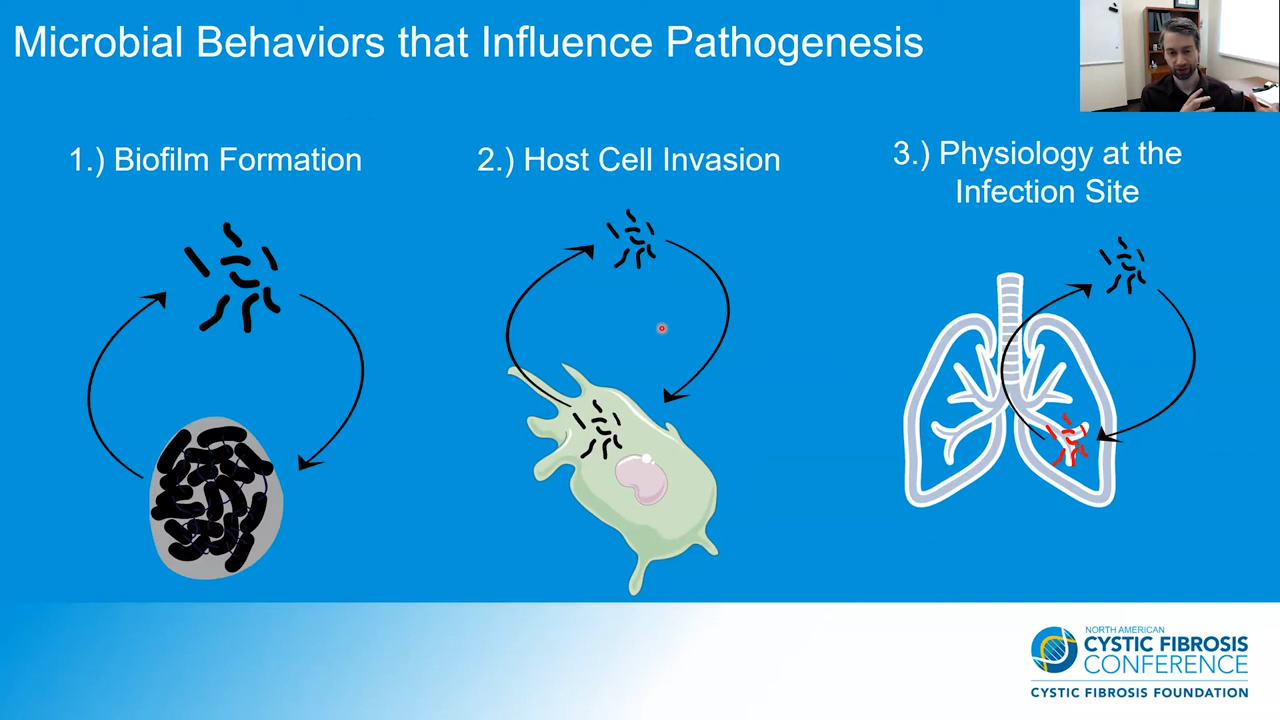 Microbial Behaviors that Influence Pathogenesis
1.) Biofilm Formation
2.) Host Cell Invasion
3.) Physiology at the
Infection Site
NORTH AMERICAN
CYSTIC FIBROSIS
CONFERENCE
CYSTIC FIBROSIS FOUNDATION